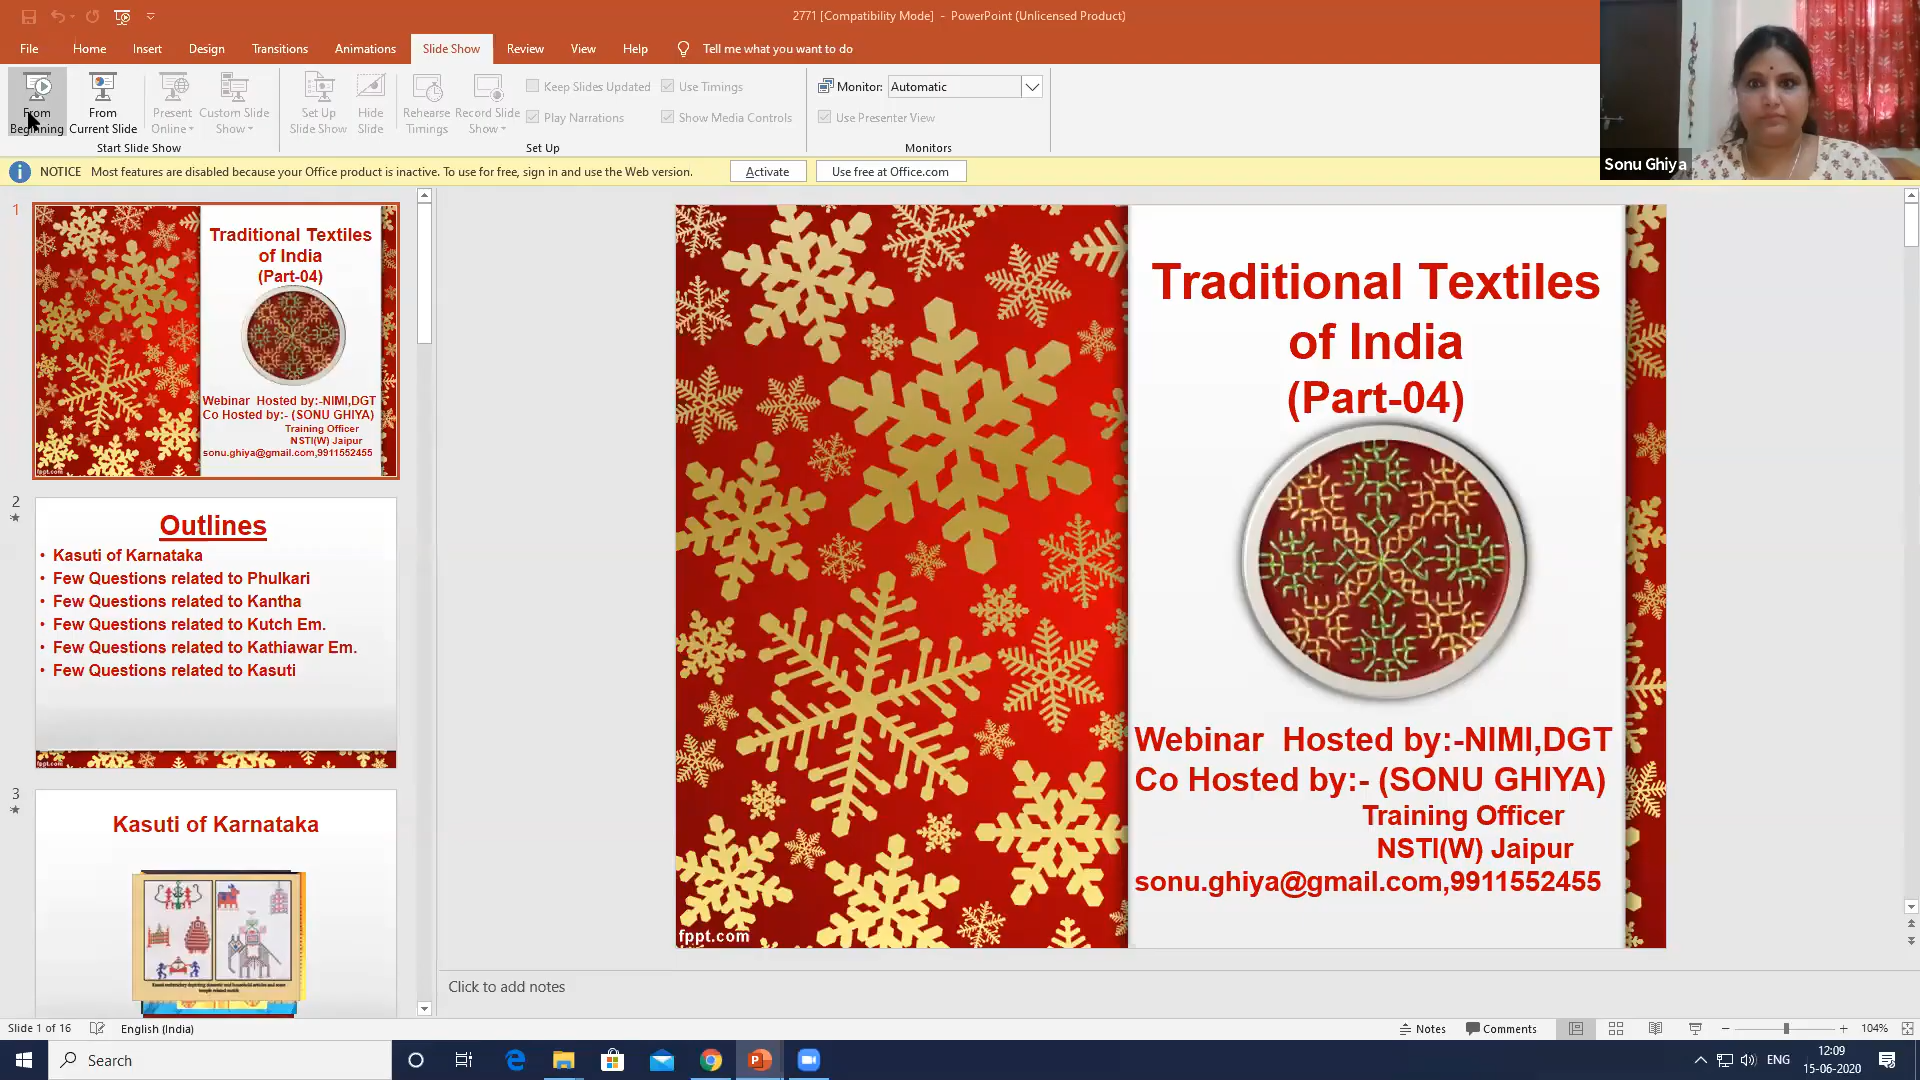 2771 [Compatibility Mode] - PowerPoint (Unlicensed Product)
File Home Insert Design Transitions Animations Slide Show Review View Help Tell me what you want to do
From Beginning
From Current Slide
Present Online
Custom Slide Show
Set Up Slide Show
Hide Slide
Rehearse Timings
Record Slide Show
Keep Slides Updated
Play Narrations
Use Timings
Show Media Controls
Monitor: Automatic
Use Presenter View
Start Slide Show
Set Up
Monitors
Sonu Ghiya
NOTICE Most features are disabled because your Office product is inactive. To use for free, sign in and use the Web version. Activate Use free at Office.com
1
Traditional Textiles
of India
(Part-04)
Webinar Hosted by:-NIMI,DGT
Co Hosted by:- (SONU GHIYA)
Training Officer
NSTI(W) Jaipur
sonu.ghiya@gmail.com,9911552455
fppt.com
2
Outlines
• Kasuti of Karnataka
• Few Questions related to Phulkari
• Few Questions related to Kantha
• Few Questions related to Kutch Em.
• Few Questions related to Kathiawar Em.
• Few Questions related to Kasuti
fppt.com
3
Kasuti of Karnataka
Traditional Textiles
of India
(Part-04)
Webinar Hosted by:-NIMI,DGT
Co Hosted by:- (SONU GHIYA)
Training Officer
NSTI(W) Jaipur
sonu.ghiya@gmail.com,9911552455
fppt.com
Click to add notes
Slide 1 of 16 English (India) Notes Comments 104%
Search
ENG
12:09
15-06-2020